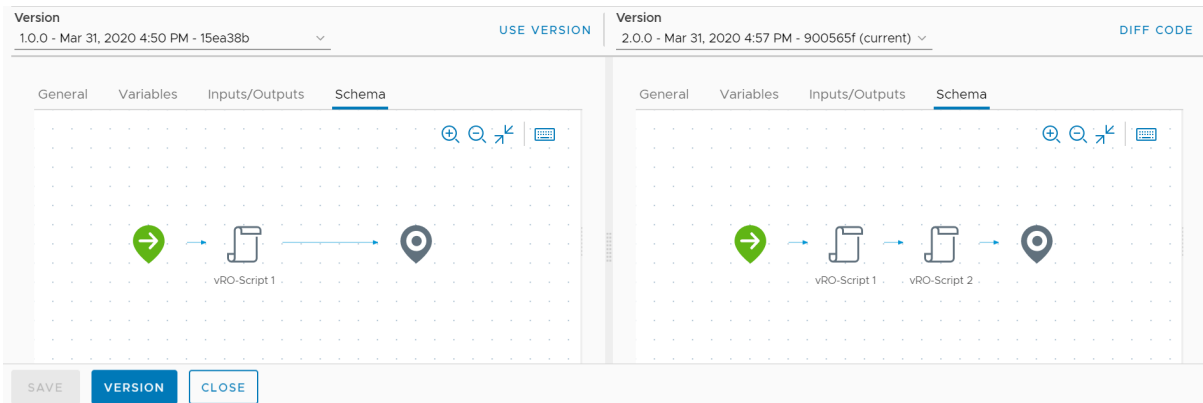 Version
1.0.0 - Mar 31, 2020 4:50 PM - 15ea38b
USE VERSION
Version
2.0.0 - Mar 31, 2020 4:57 PM - 900565f (current)
DIFF CODE
General Variables Inputs/Outputs Schema
vRO-Script 1
General Variables Inputs/Outputs Schema
vRO-Script 1 vRO-Script 2
SAVE VERSION CLOSE